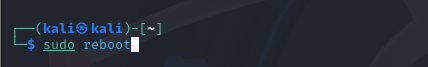 ┌──(kali㉿kali)-[~]
└─$ sudo reboot